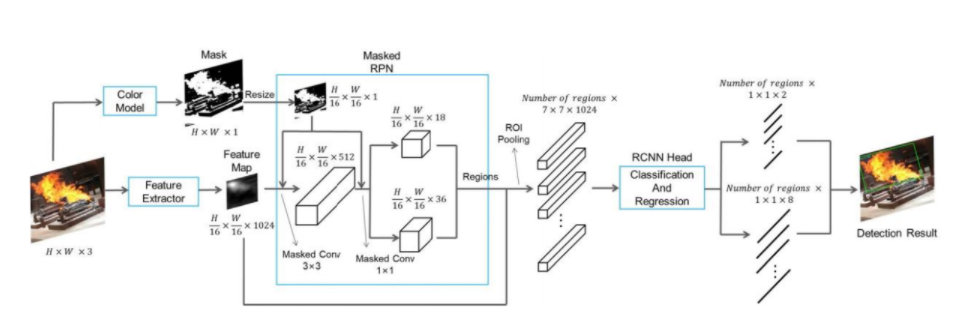 Mask
Masked
RPN
Color
Model
Resize
H/16 × W/16 × 1
H × W × 1
Number of regions ×
1 × 1 × 2
Number of regions ×
7 × 7 × 1024
H/16 × W/16 × 18
ROI
Pooling
Feature
Map
H/16 × W/16 × 512
RCNN Head
Feature
Extractor
Regions
Classification
And
Regression
Number of regions ×
1 × 1 × 8
H/16 × W/16 × 36
H/16 × W/16 × 1024
H × W × 3
Masked Conv
3×3
Masked Conv
1×1
Detection Result